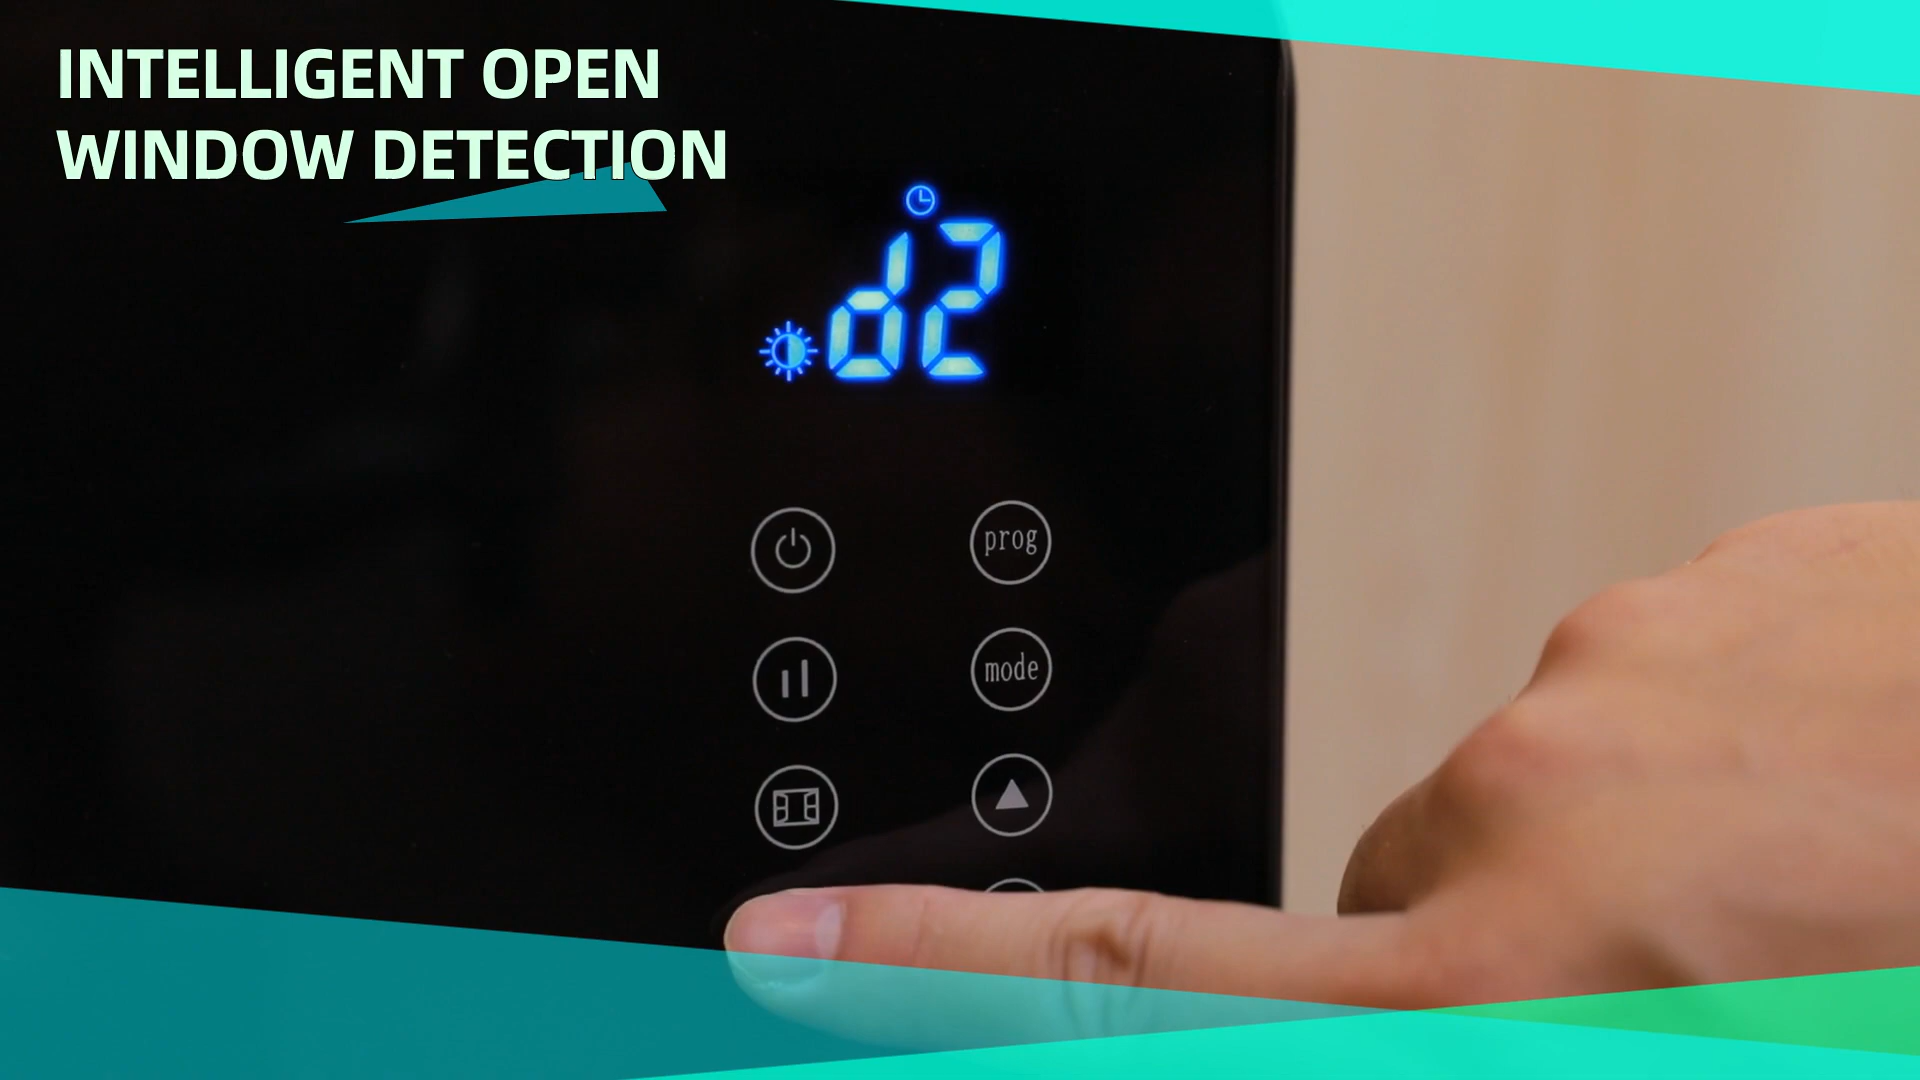 INTELLIGENT OPEN
WINDOW DETECTION
d2
prog
mode